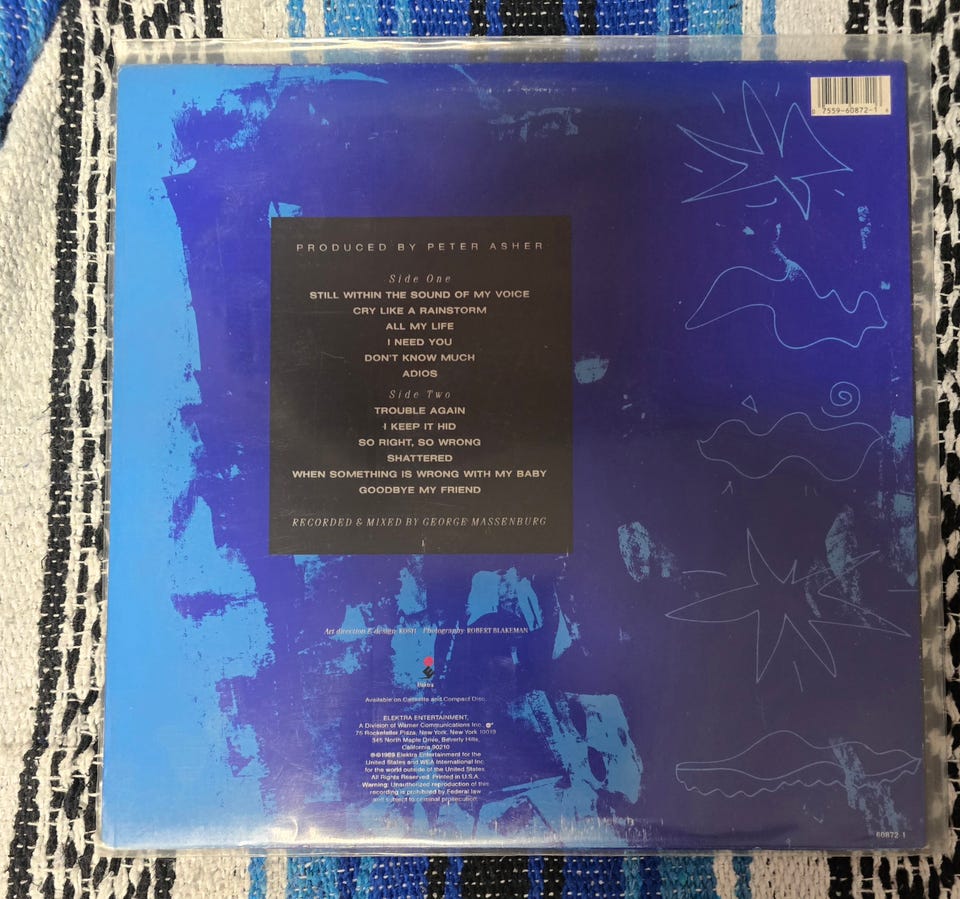 7559-60872-1
PRODUCED BY PETER ASHER
Side One
STILL WITHIN THE SOUND OF MY VOICE
CRY LIKE A RAINSTORM
ALL MY LIFE
I NEED YOU
DON'T KNOW MUCH
ADIOS
Side Two
TROUBLE AGAIN
I KEEP IT HID
SO RIGHT, SO WRONG
SHATTERED
WHEN SOMETHING IS WRONG WITH MY BABY
GOODBYE MY FRIEND
RECORDED & MIXED BY GEORGE MASSENBURG
Art direction & design: KOSH Photography: ROBERT BLAKEMAN
Elektra
Available on Cassette and Compact Disc.
ELEKTRA ENTERTAINMENT,
A Division of Warner Communications Inc.
75 Rockefeller Plaza, New York, New York 10019
345 North Maple Drive, Beverly Hills,
California 90210
℗©1989 Elektra Entertainment for the
United States and WEA International Inc.
for the world outside of the United States.
All Rights Reserved. Printed in U.S.A.
Warning: Unauthorized reproduction of this
recording is prohibited by Federal law
and subject to criminal prosecution.
60872-1